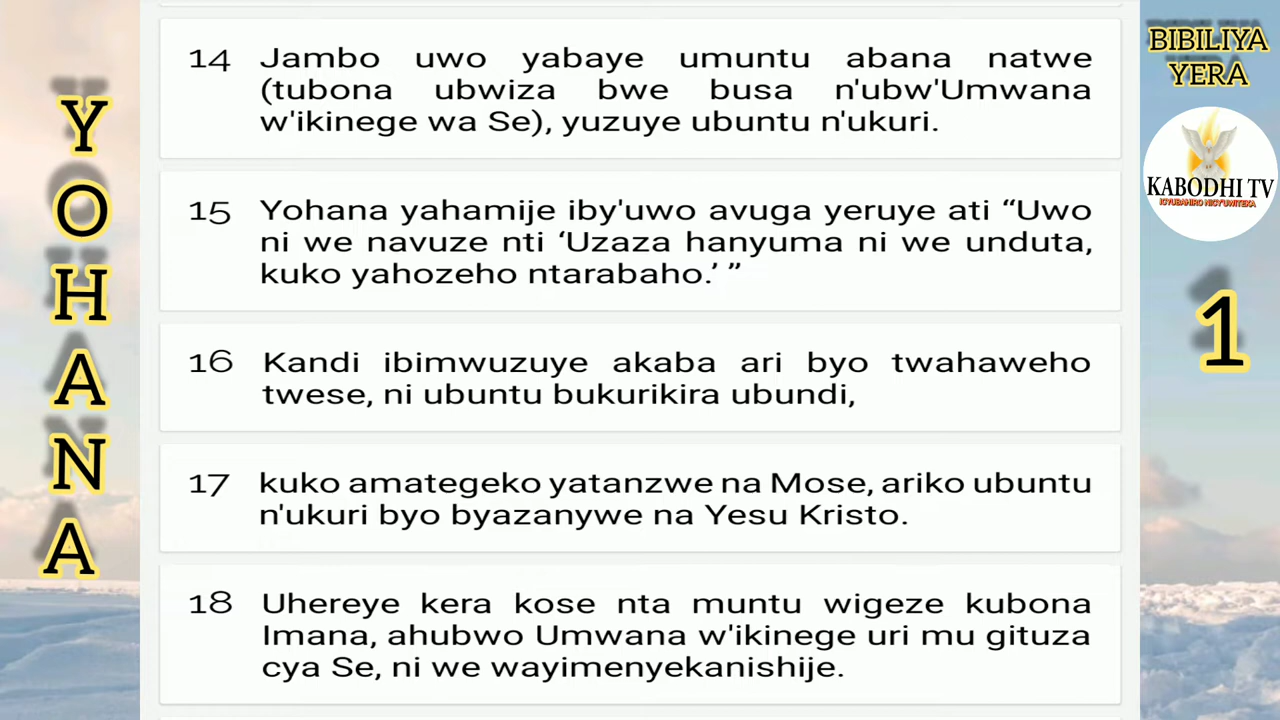 YOHANA
14 Jambo uwo yabaye umuntu abana natwe
(tubona ubwiza bwe busa n'ubw'Umwana
w'ikinege wa Se), yuzuye ubuntu n'ukuri.
15 Yohana yahamije iby'uwo avuga yeruye ati “Uwo
ni we navuze nti ‘Uzaza hanyuma ni we unduta,
kuko yahozeho ntarabaho.’ ”
16 Kandi ibimwuzuye akaba ari byo twahaweho
twese, ni ubuntu bukurikira ubundi,
17 kuko amategeko yatanzwe na Mose, ariko ubuntu
n'ukuri byo byazanywe na Yesu Kristo.
18 Uhereye kera kose nta muntu wigeze kubona
Imana, ahubwo Umwana w'ikinege uri mu gituza
cya Se, ni we wayimenyekanishije.
BIBILIYA
YERA
KABODHI TV
ICYUBAHIRO NICY'UWITEKA
1